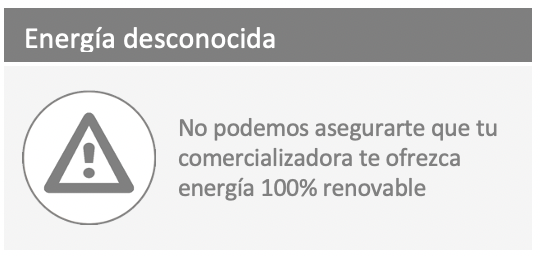 Energía desconocida
No podemos asegurarte que tu
comercializadora te ofrezca
energía 100% renovable